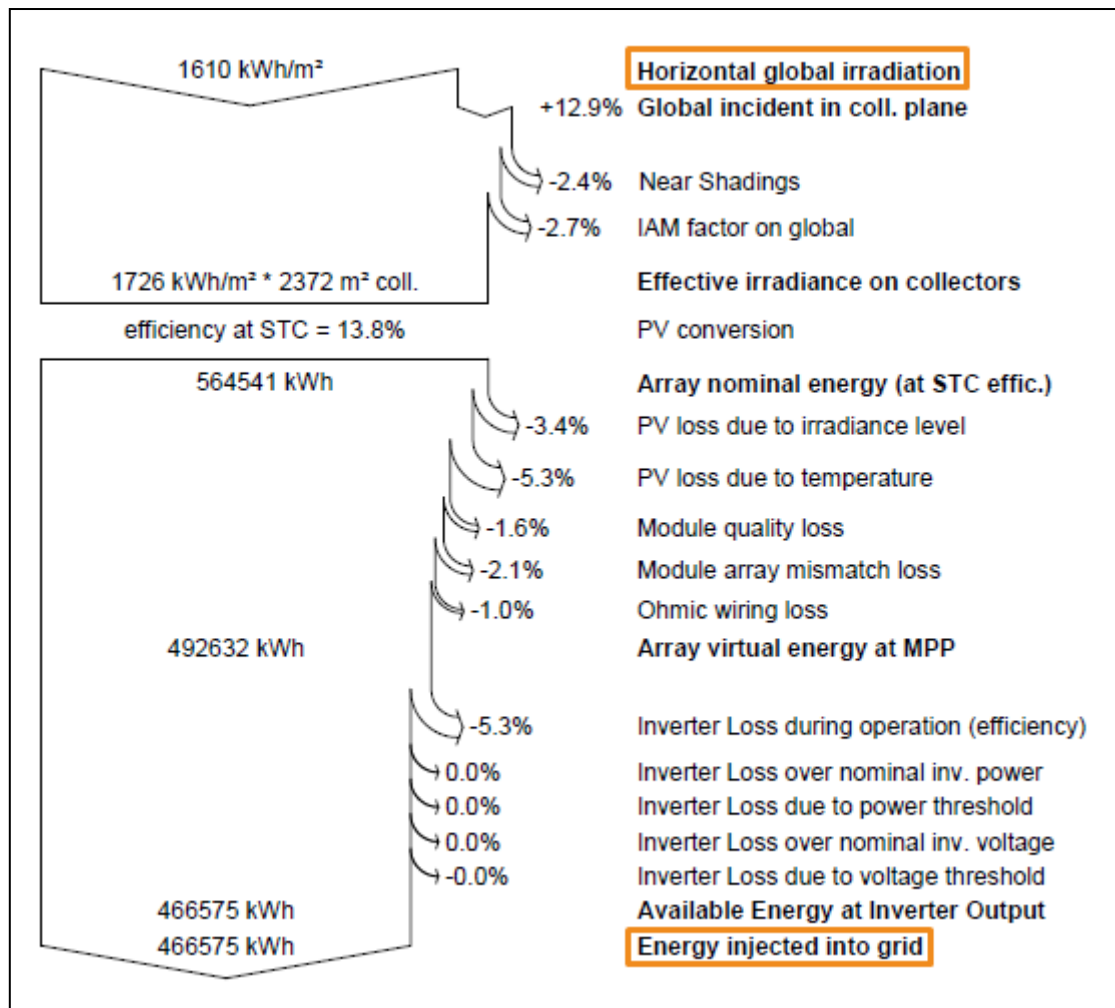 1610 kWh/m² Horizontal global irradiation
+12.9% Global incident in coll. plane
-2.4% Near Shadings
-2.7% IAM factor on global
1726 kWh/m² * 2372 m² coll. Effective irradiance on collectors
efficiency at STC = 13.8% PV conversion
564541 kWh Array nominal energy (at STC effic.)
-3.4% PV loss due to irradiance level
-5.3% PV loss due to temperature
-1.6% Module quality loss
-2.1% Module array mismatch loss
-1.0% Ohmic wiring loss
492632 kWh Array virtual energy at MPP
-5.3% Inverter Loss during operation (efficiency)
0.0% Inverter Loss over nominal inv. power
0.0% Inverter Loss due to power threshold
0.0% Inverter Loss over nominal inv. voltage
-0.0% Inverter Loss due to voltage threshold
466575 kWh Available Energy at Inverter Output
466575 kWh Energy injected into grid